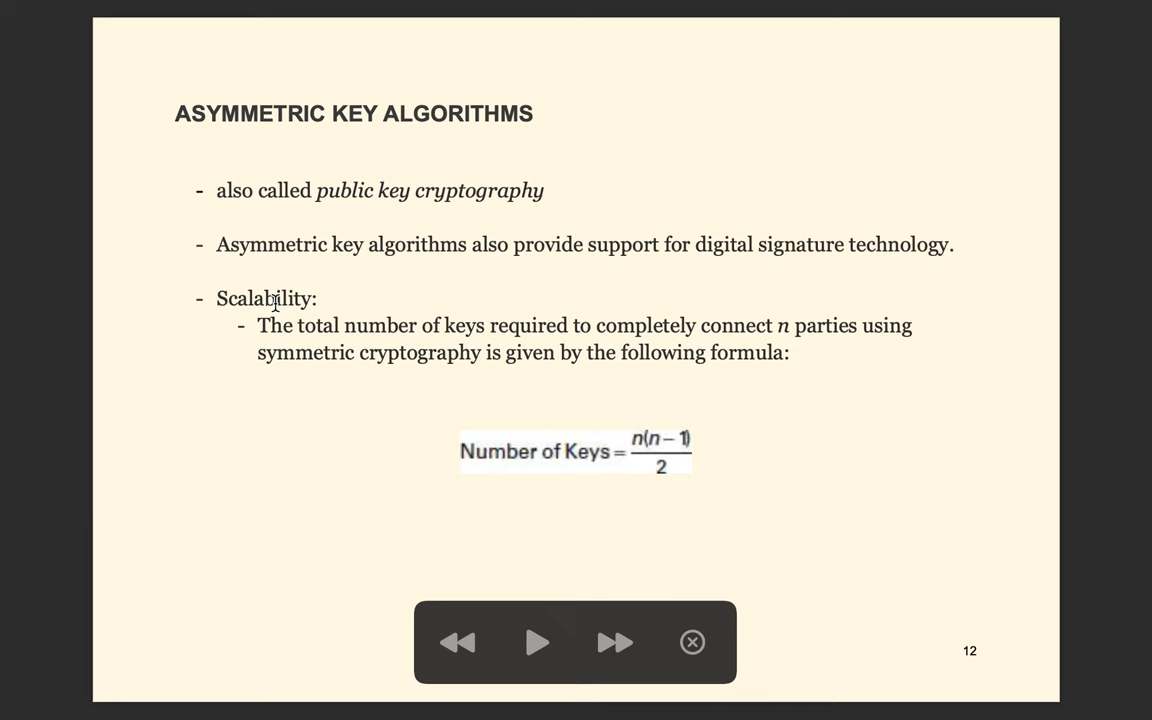 ASYMMETRIC KEY ALGORITHMS
- also called public key cryptography
- Asymmetric key algorithms also provide support for digital signature technology.
- Scalability:
- The total number of keys required to completely connect n parties using
symmetric cryptography is given by the following formula:
Number of Keys = n(n – 1) / 2
12